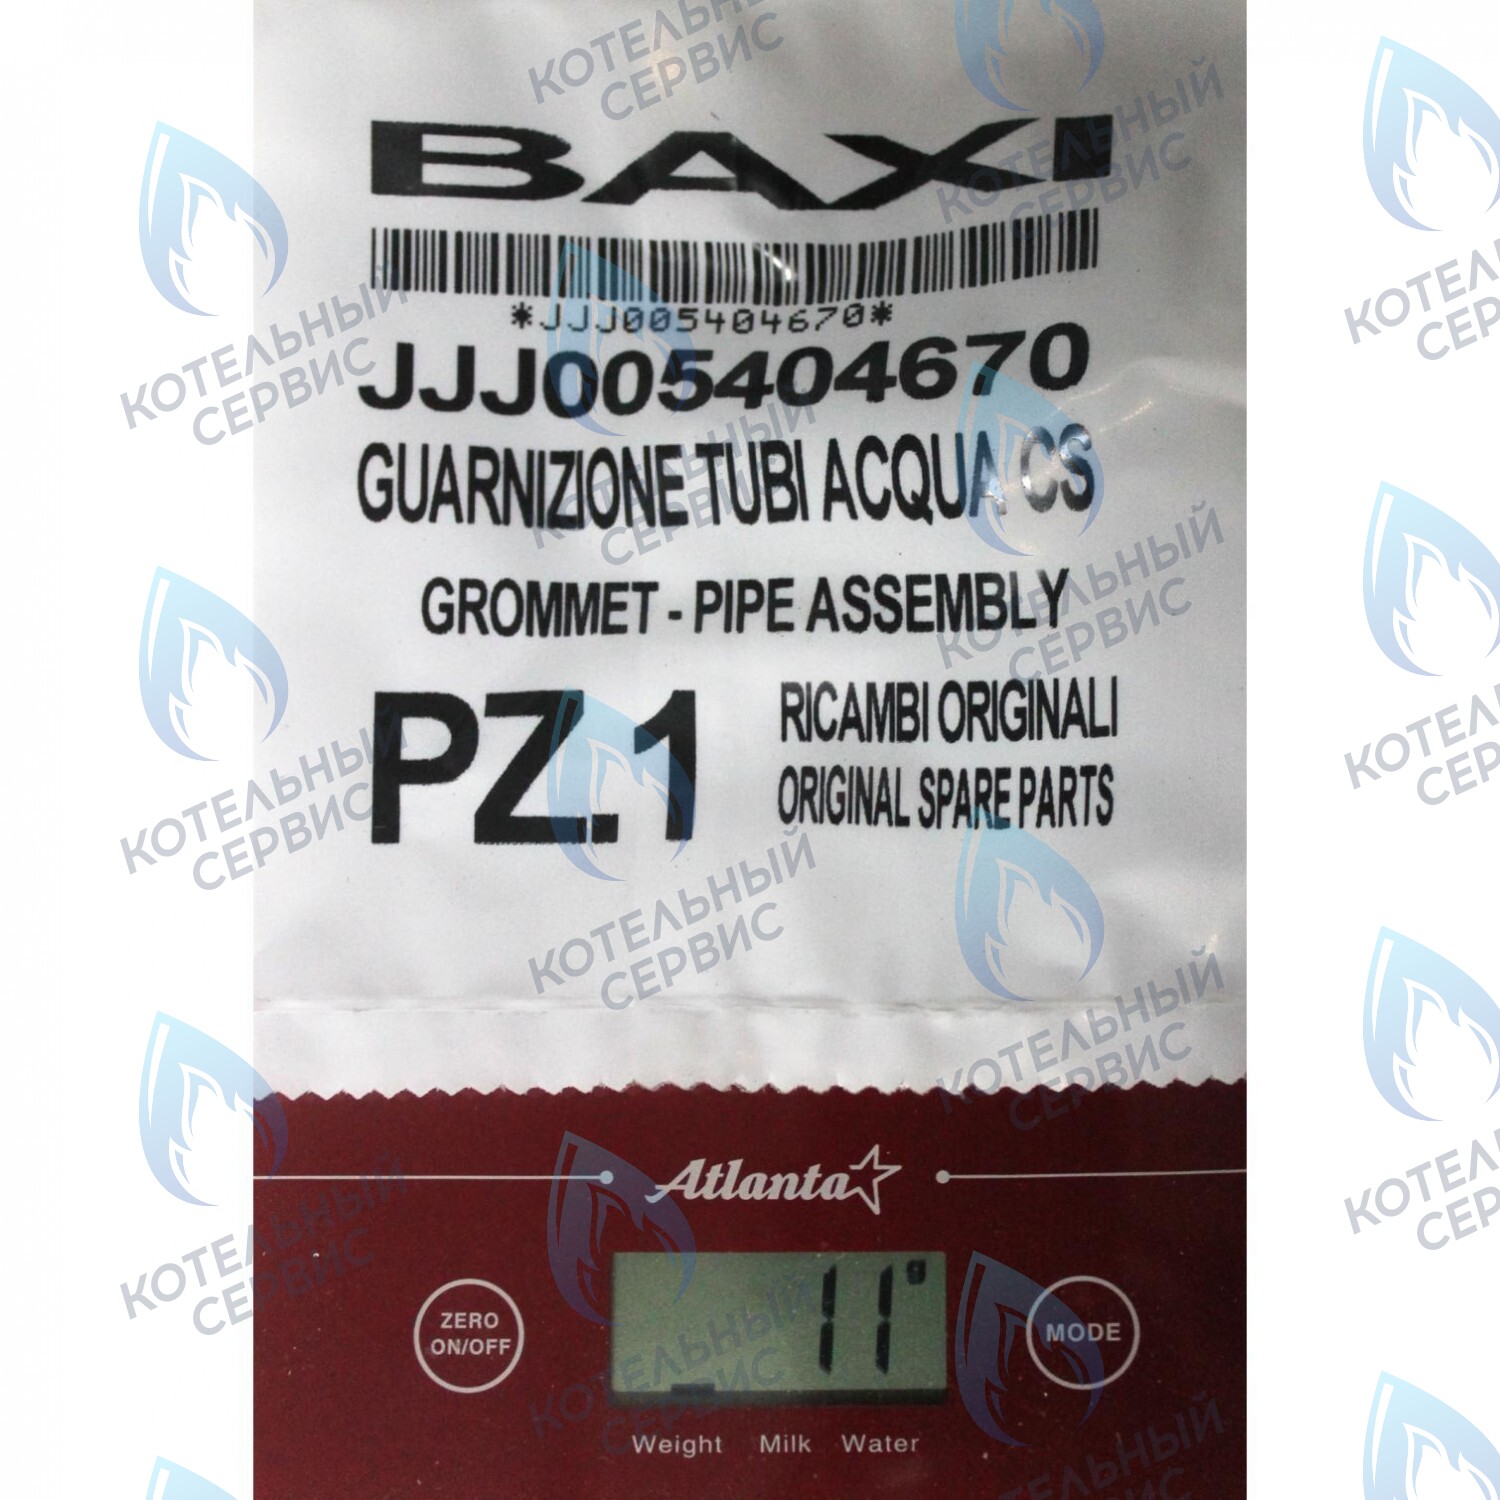 BAXI
*JJJ005404670*
JJJ005404670
GUARNIZIONE TUBI ACQUA CS
GROMMET - PIPE ASSEMBLY
PZ.1
RICAMBI ORIGINALI
ORIGINAL SPARE PARTS
Atlanta
ZERO
ON/OFF
11g
MODE
Weight Milk Water
КОТЕЛЬНЫЙ
СЕРВИС